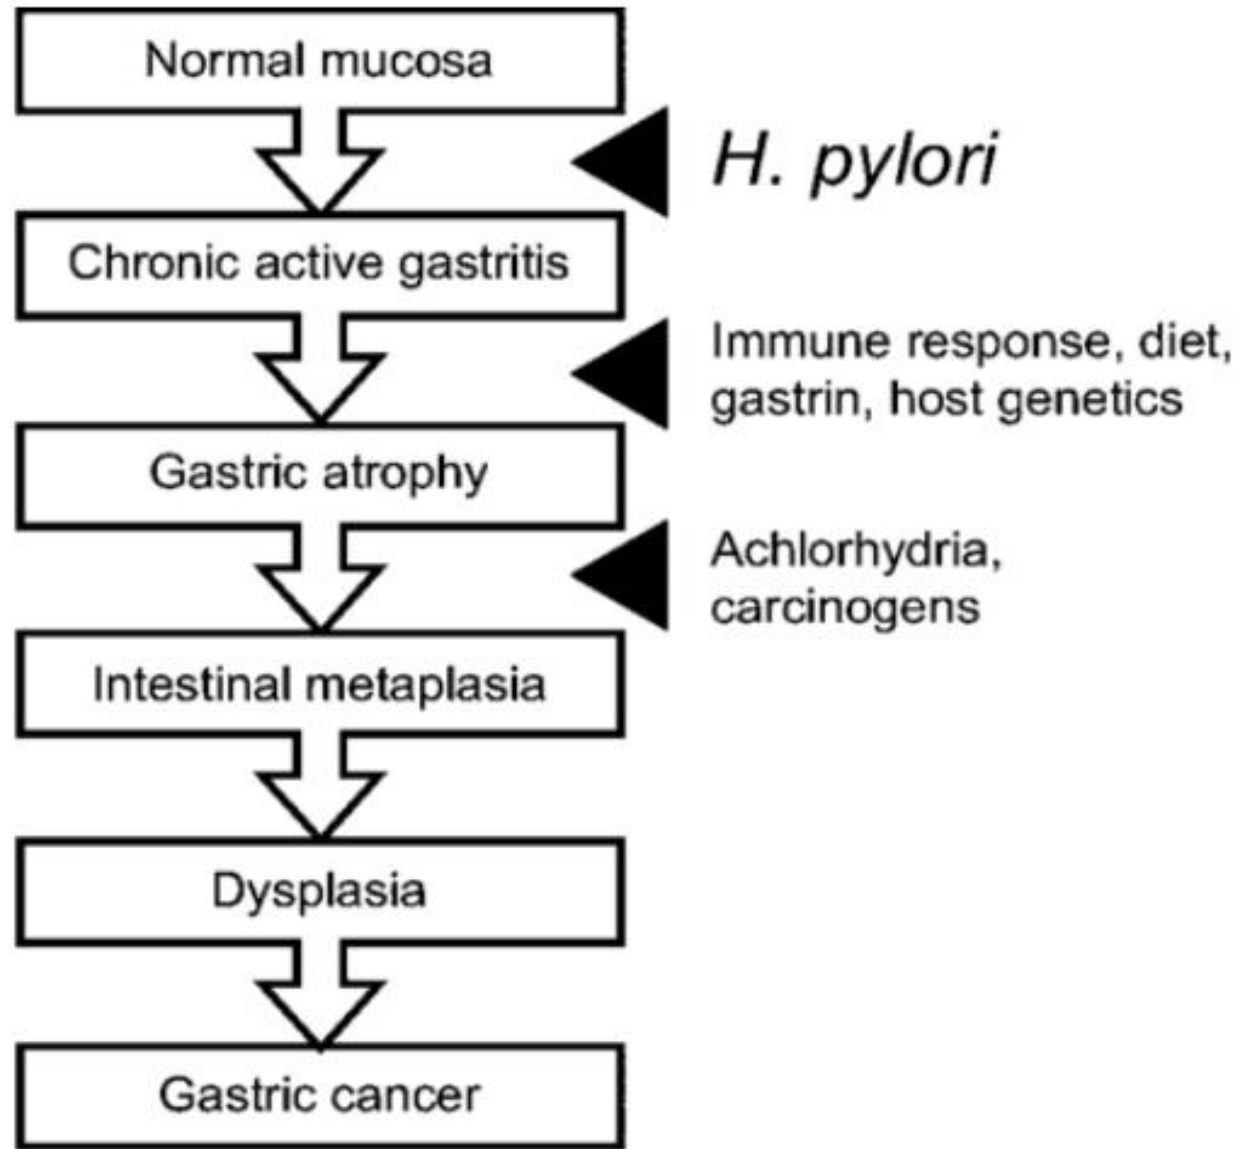 Normal mucosa
H. pylori
Chronic active gastritis
Immune response, diet,
gastrin, host genetics
Gastric atrophy
Achlorhydria,
carcinogens
Intestinal metaplasia
Dysplasia
Gastric cancer